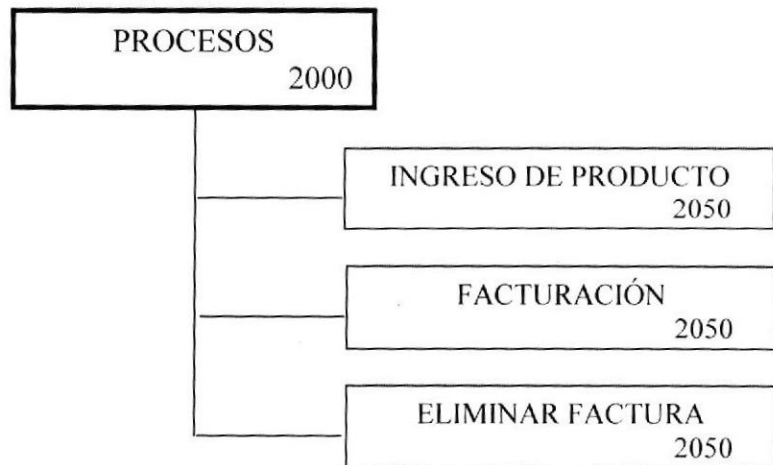 PROCESOS
2000
INGRESO DE PRODUCTO
2050
FACTURACIÓN
2050
ELIMINAR FACTURA
2050